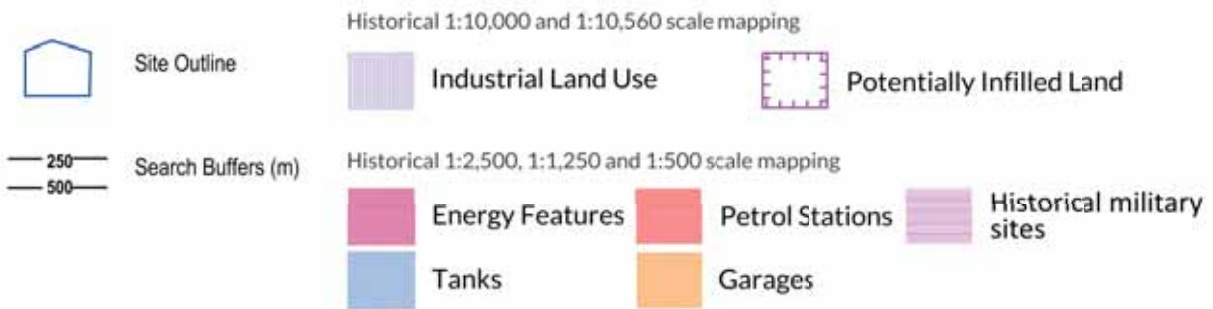 Historical 1:10,000 and 1:10,560 scale mapping
Site Outline
Industrial Land Use
Potentially Infilled Land
250
500
Search Buffers (m)
Historical 1:2,500, 1:1,250 and 1:500 scale mapping
Energy Features
Petrol Stations
Historical military
sites
Tanks
Garages